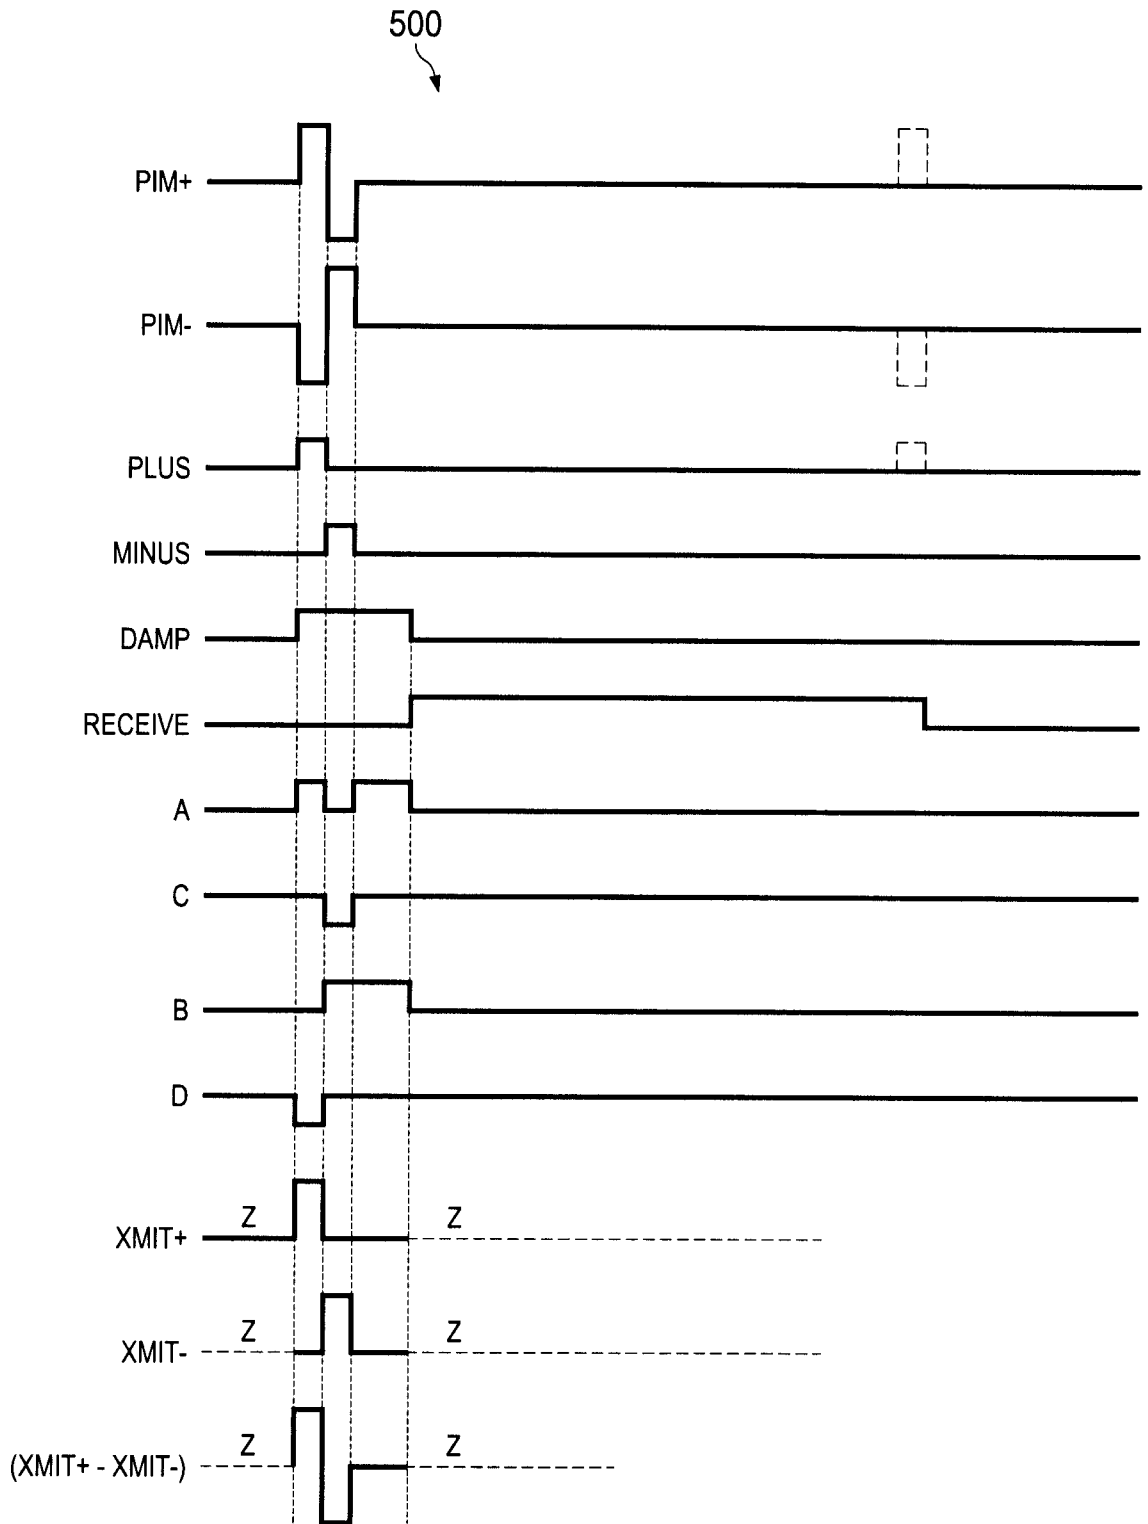 500
PIM+
PIM-
PLUS
MINUS
DAMP
RECEIVE
A
C
B
D
XMIT+ Z Z
XMIT- Z Z
(XMIT+ - XMIT-) Z Z